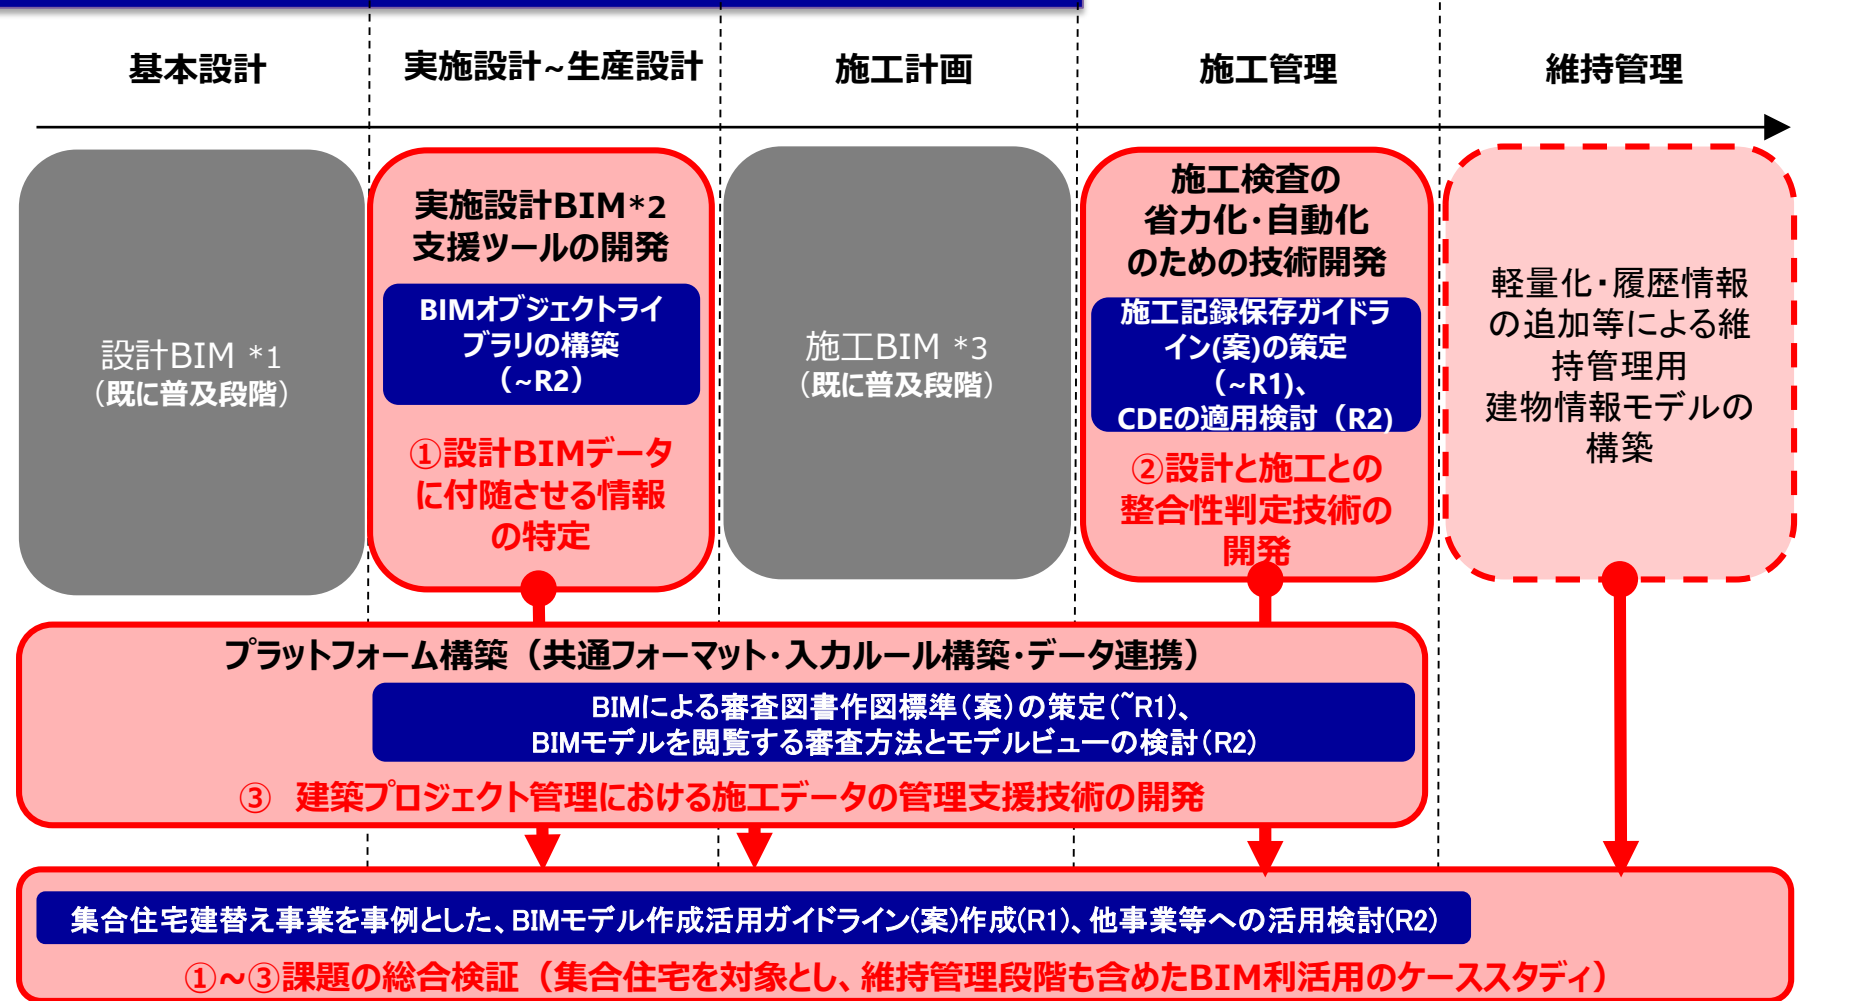 基本設計
実施設計~生産設計
施工計画
施工管理
維持管理
設計BIM *1
（既に普及段階）
実施設計BIM*2
支援ツールの開発
BIMオブジェクトライ
ブラリの構築
（~R2）
①設計BIMデータ
に付随させる情報
の特定
施工BIM *3
（既に普及段階）
施工検査の
省力化・自動化
のための技術開発
施工記録保存ガイドラ
イン(案)の策定
（~R1)、
CDEの適用検討（R2)
②設計と施工との
整合性判定技術の
開発
軽量化・履歴情報
の追加等による維
持管理用
建物情報モデルの
構築
プラットフォーム構築（共通フォーマット・入力ルール構築・データ連携）
BIMによる審査図書作図標準（案）の策定(~R1)、
BIMモデルを閲覧する審査方法とモデルビューの検討(R2)
③ 建築プロジェクト管理における施工データの管理支援技術の開発
集合住宅建替え事業を事例とした、BIMモデル作成活用ガイドライン(案)作成(R1)、他事業等への活用検討(R2)
①~③課題の総合検証（集合住宅を対象とし、維持管理段階も含めたBIM利活用のケーススタディ）